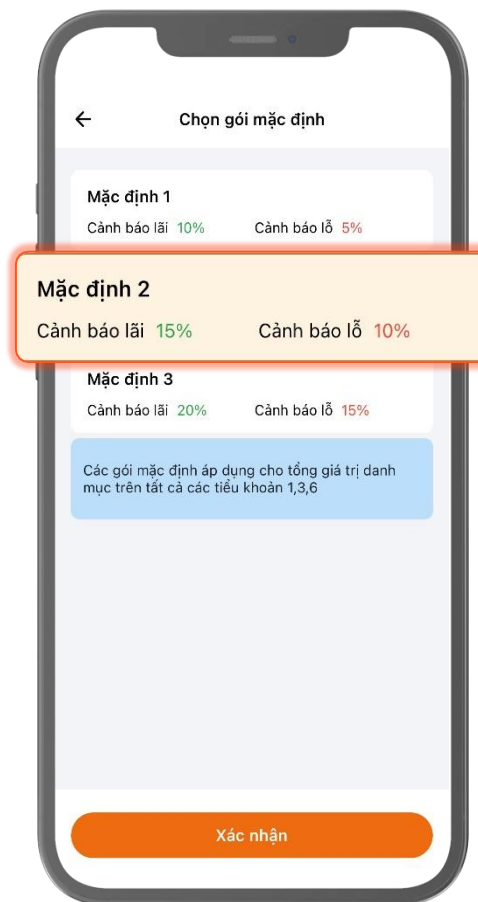 Chọn gói mặc định
Mặc định 1
Cảnh báo lãi 10% Cảnh báo lỗ 5%
Mặc định 2
Cảnh báo lãi 15% Cảnh báo lỗ 10%
Mặc định 3
Cảnh báo lãi 20% Cảnh báo lỗ 15%
Các gói mặc định áp dụng cho tổng giá trị danh
mục trên tất cả các tiểu khoản 1,3,6
Xác nhận